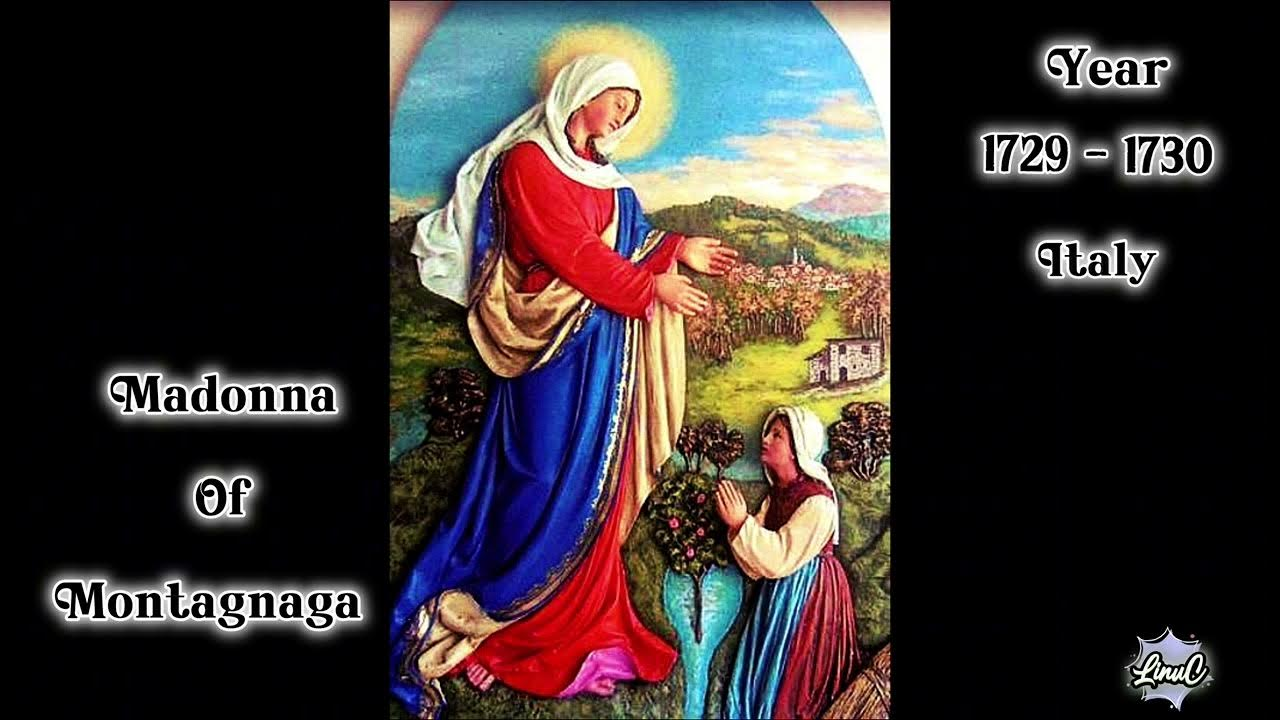 Year
1729 - 1730
Italy
Madonna
Of
Montagnaga
LinuC